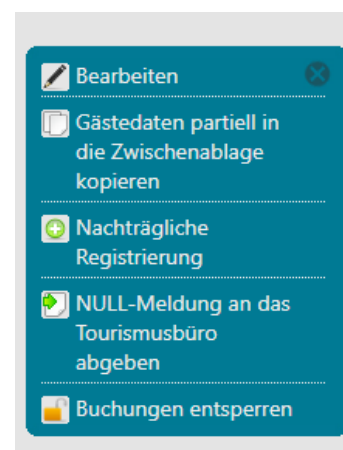 Bearbeiten
Gästedaten partiell in
die Zwischenablage
kopieren
Nachträgliche
Registrierung
NULL-Meldung an das
Tourismusbüro
abgeben
Buchungen entsperren